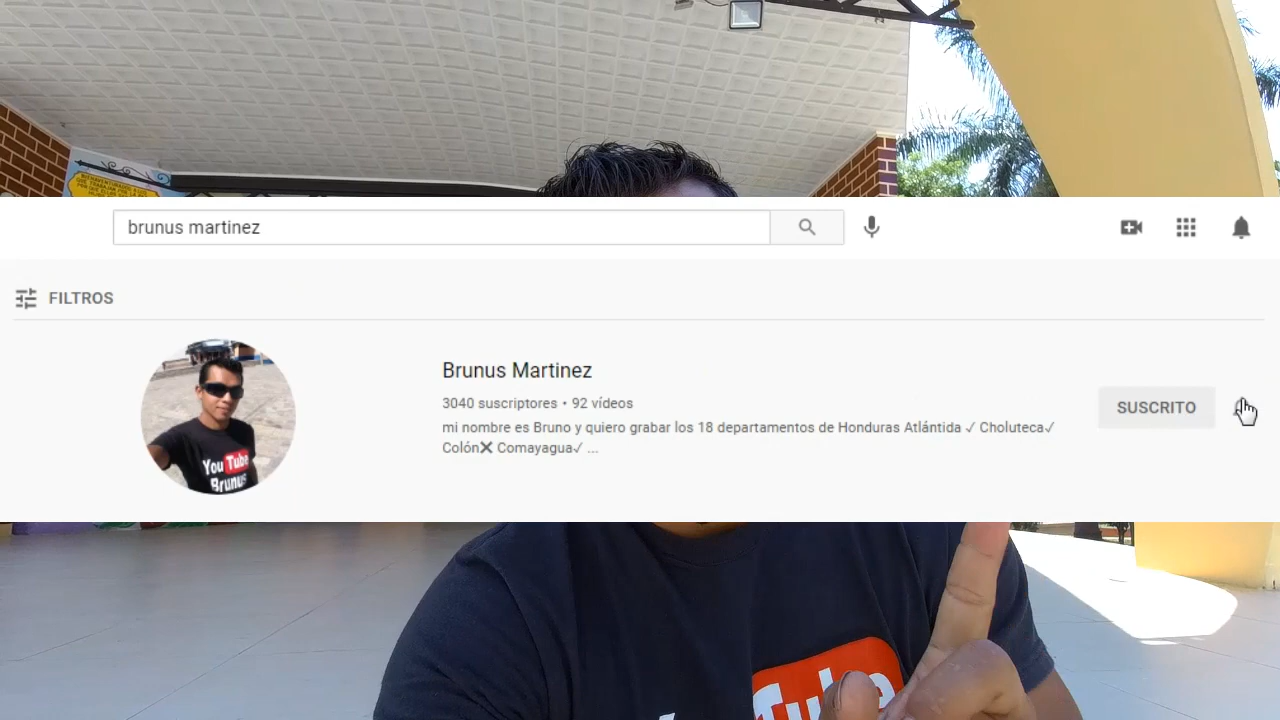 brunus martinez
FILTROS
Brunus Martinez
3040 suscriptores • 92 vídeos
SUSCRITO
mi nombre es Bruno y quiero grabar los 18 departamentos de Honduras Atlántida ✓ Choluteca✓
Colón❌ Comayagua✓ ...
You Tube
Brunus